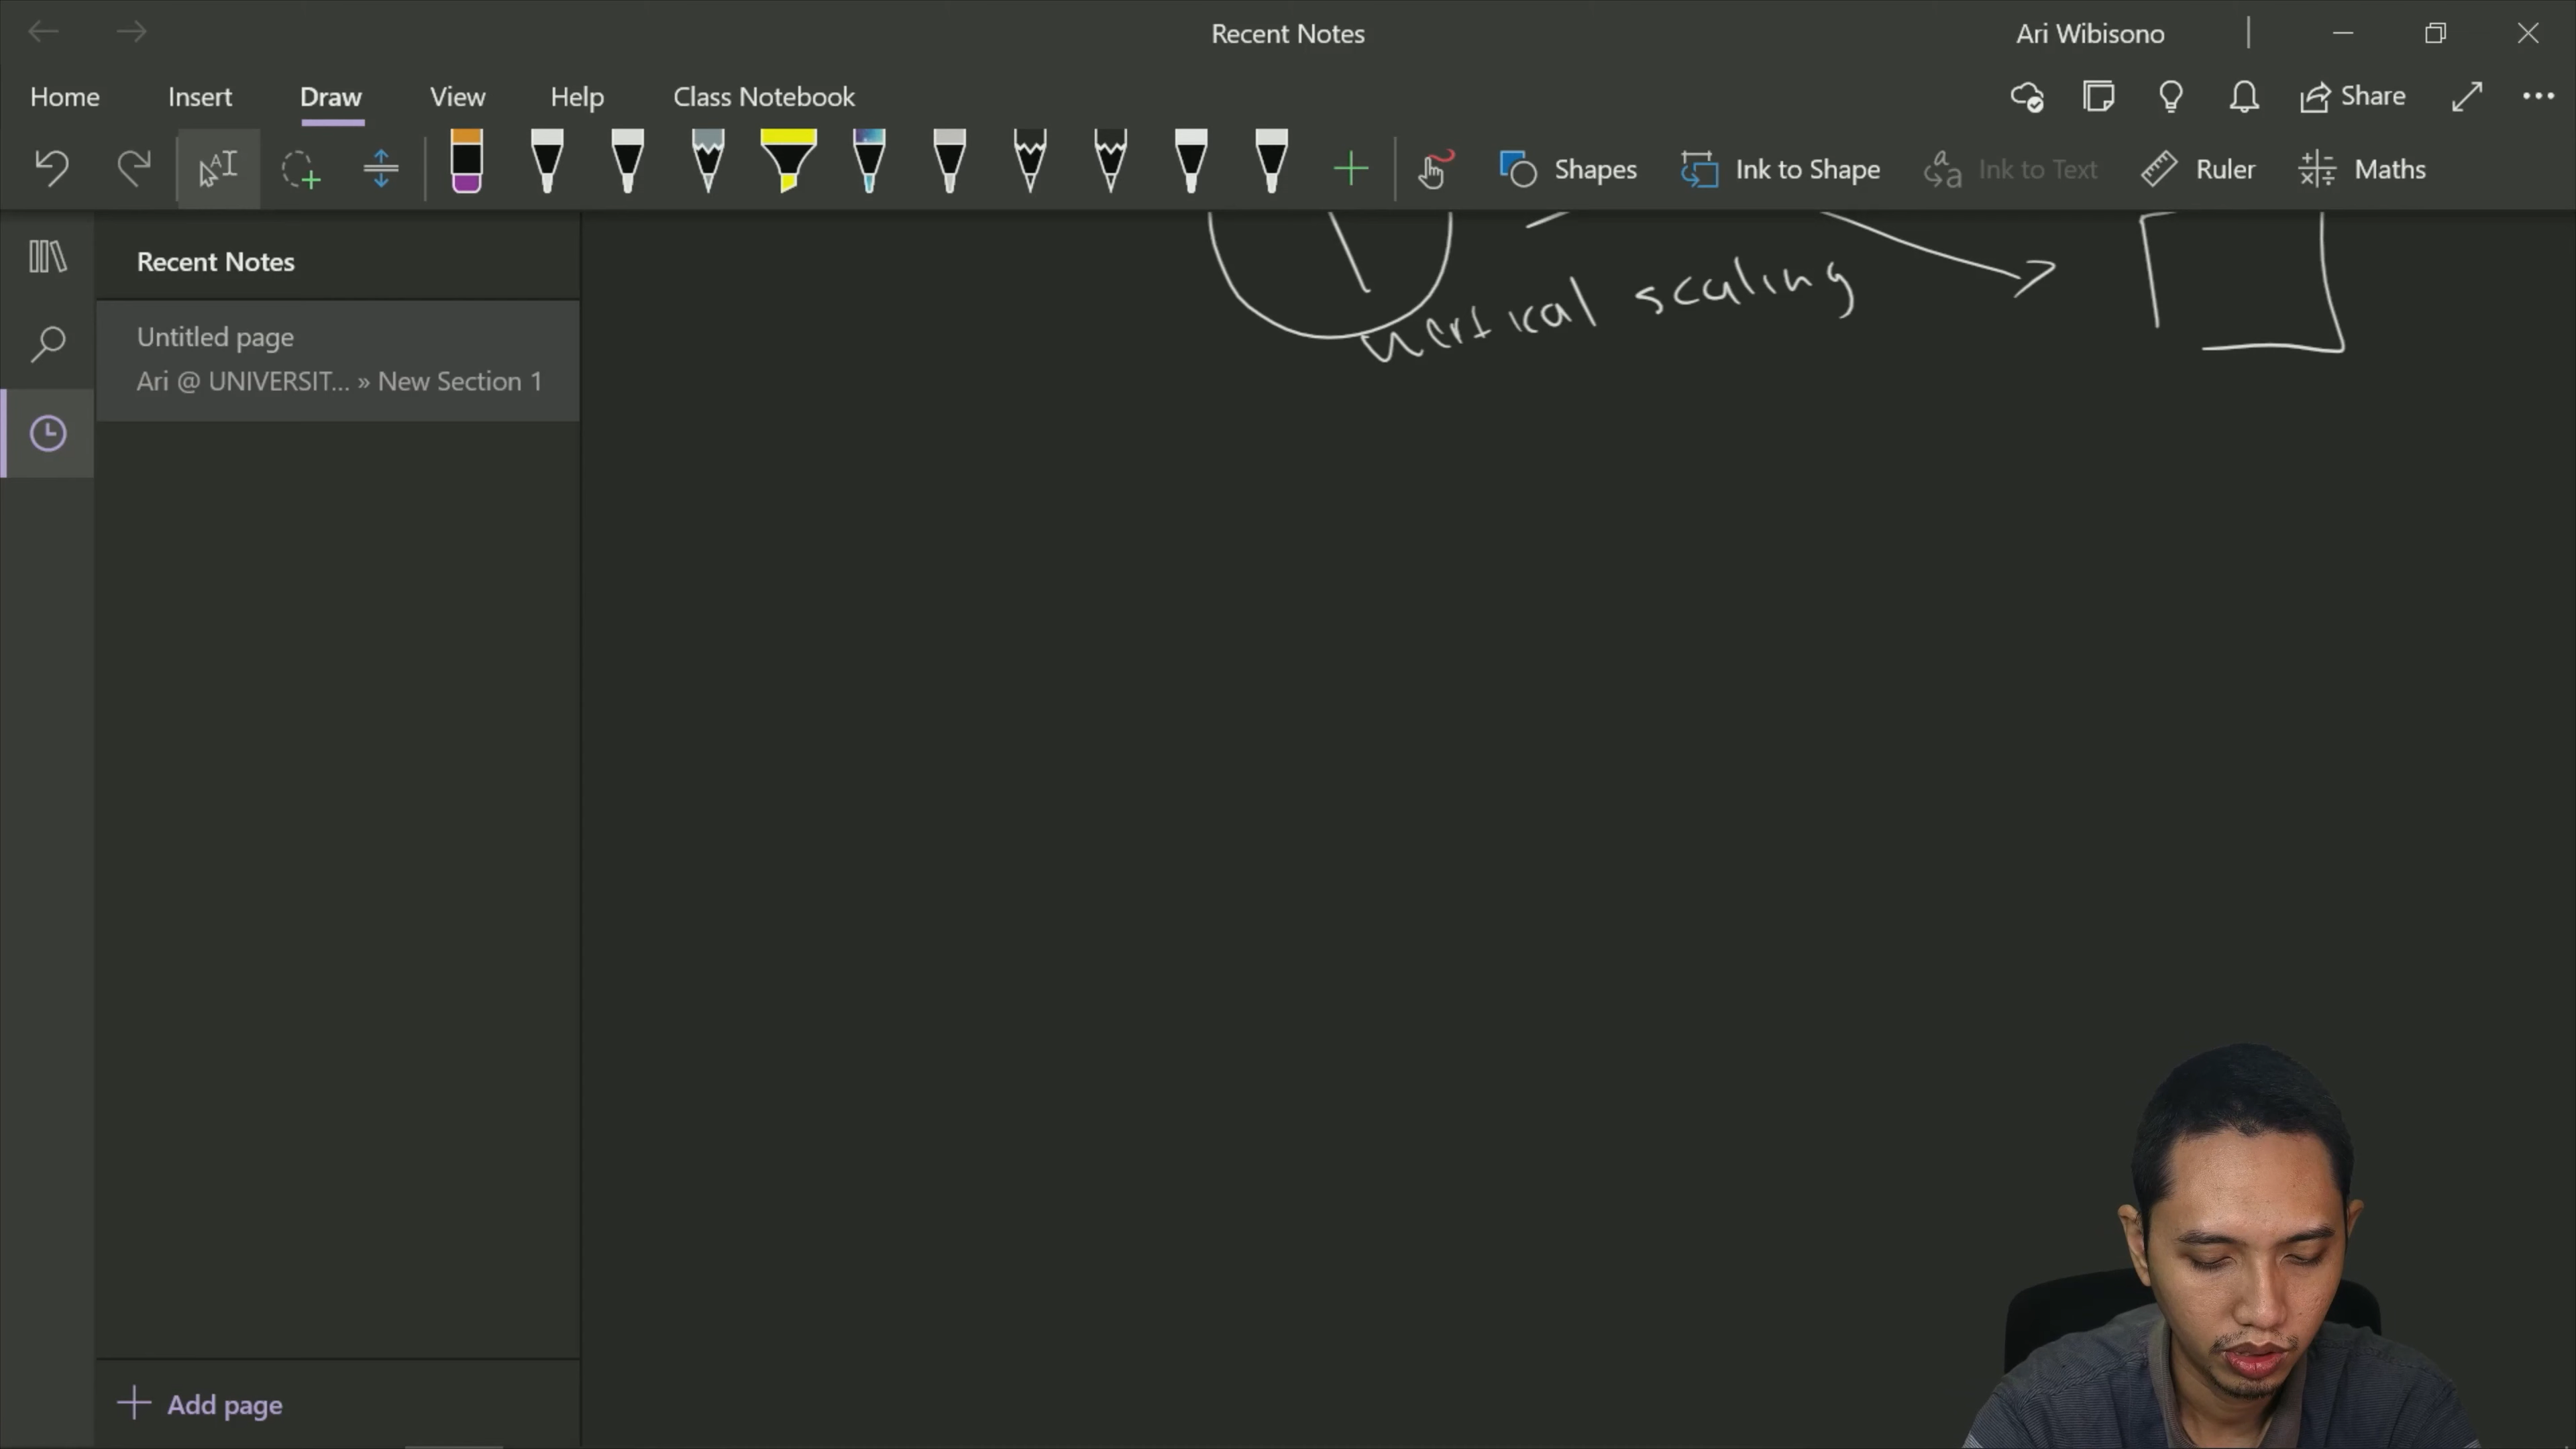 Recent Notes
Ari Wibisono
Home Insert Draw View Help Class Notebook
Share
Shapes Ink to Shape Ink to Text Ruler Maths
Recent Notes
Untitled page
Ari @ UNIVERSIT... » New Section 1
vertical scaling
Add page